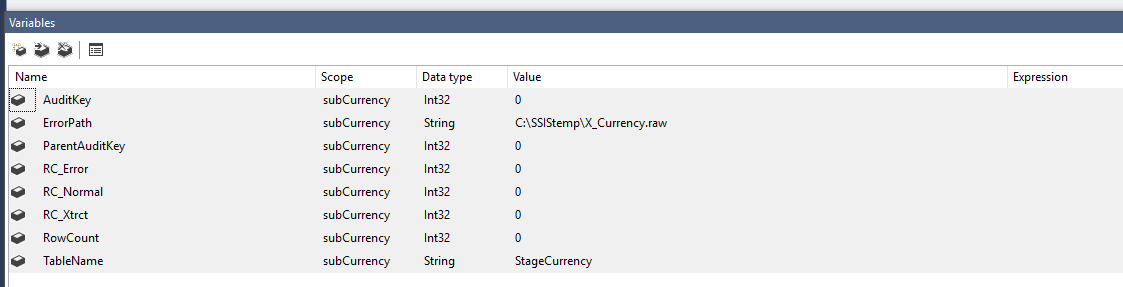 Variables
Name Scope Data type Value Expression
AuditKey subCurrency Int32 0
ErrorPath subCurrency String C:\SSIStemp\X_Currency.raw
ParentAuditKey subCurrency Int32 0
RC_Error subCurrency Int32 0
RC_Normal subCurrency Int32 0
RC_Xtrct subCurrency Int32 0
RowCount subCurrency Int32 0
TableName subCurrency String StageCurrency